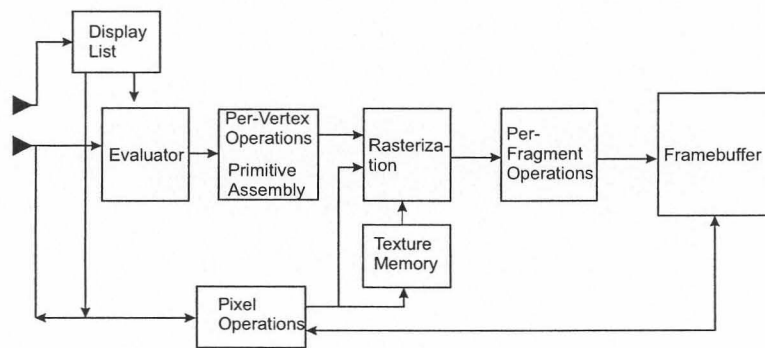 Display
List
Evaluator
Per-Vertex
Operations
Primitive
Assembly
Rasteriza-
tion
Per-
Fragment
Operations
Framebuffer
Texture
Memory
Pixel
Operations